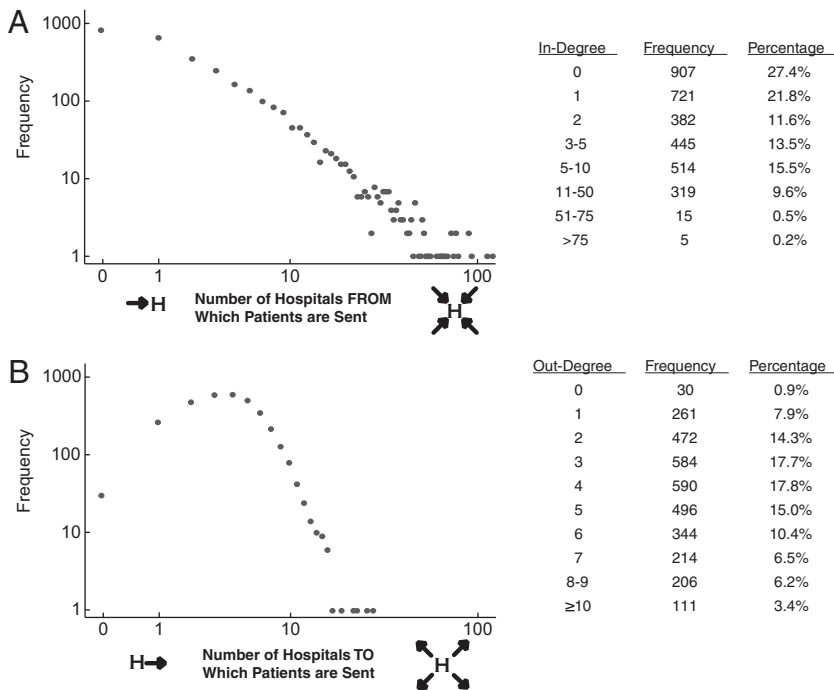 A
1000
100
10
1
Frequency
0 1 10 100
H Number of Hospitals FROM
Which Patients are Sent
H
In-Degree Frequency Percentage
0 907 27.4%
1 721 21.8%
2 382 11.6%
3-5 445 13.5%
5-10 514 15.5%
11-50 319 9.6%
51-75 15 0.5%
>75 5 0.2%
B
1000
100
10
1
Frequency
0 1 10 100
H Number of Hospitals TO
Which Patients are Sent
H
Out-Degree Frequency Percentage
0 30 0.9%
1 261 7.9%
2 472 14.3%
3 584 17.7%
4 590 17.8%
5 496 15.0%
6 344 10.4%
7 214 6.5%
8-9 206 6.2%
≥10 111 3.4%